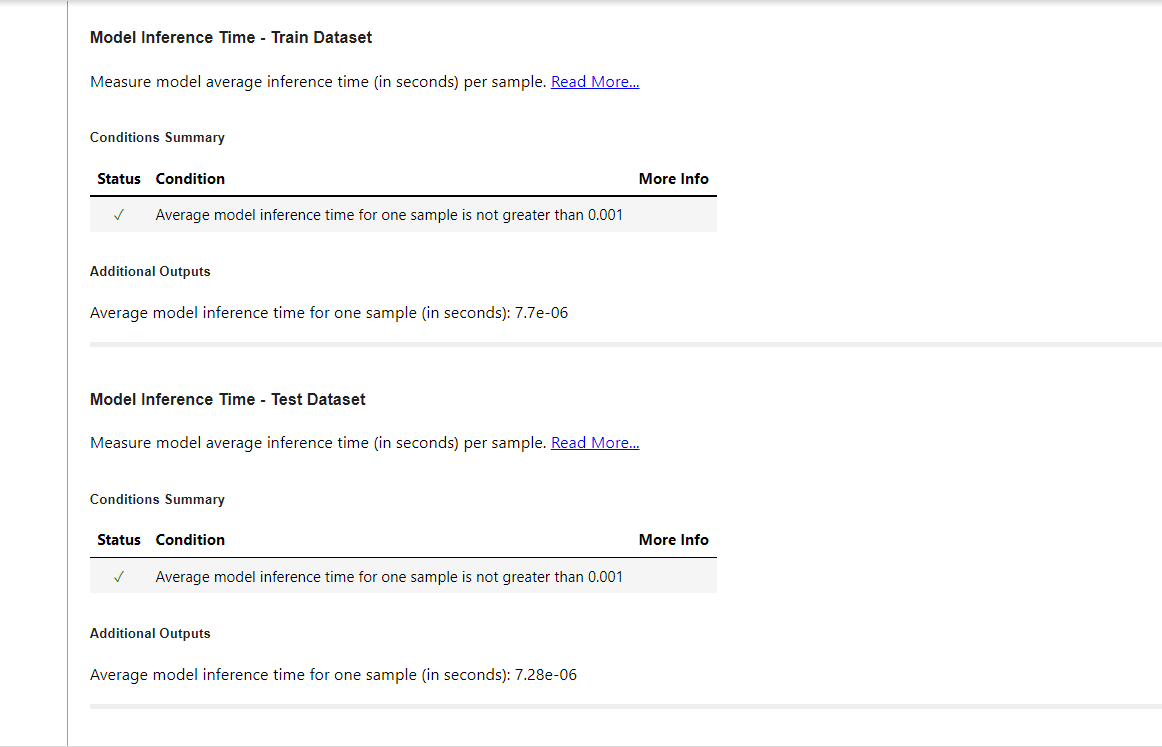 Model Inference Time - Train Dataset
Measure model average inference time (in seconds) per sample. Read More...
Conditions Summary
Status Condition More Info
✓ Average model inference time for one sample is not greater than 0.001
Additional Outputs
Average model inference time for one sample (in seconds): 7.7e-06
Model Inference Time - Test Dataset
Measure model average inference time (in seconds) per sample. Read More...
Conditions Summary
Status Condition More Info
✓ Average model inference time for one sample is not greater than 0.001
Additional Outputs
Average model inference time for one sample (in seconds): 7.28e-06